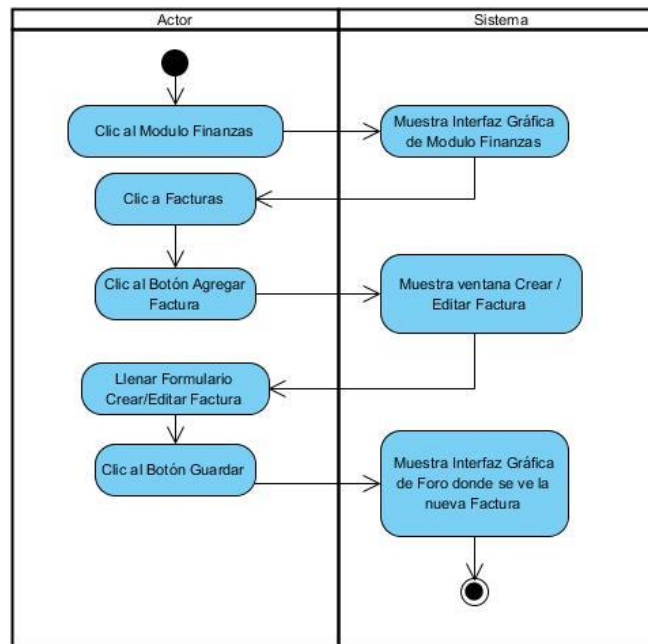 Actor
Sistema
Clic al Modulo Finanzas
Muestra Interfaz Gráfica
de Modulo Finanzas
Clic a Facturas
Clic al Botón Agregar
Factura
Muestra ventana Crear /
Editar Factura
Llenar Formulario
Crear/Editar Factura
Clic al Botón Guardar
Muestra Interfaz Gráfica
de Foro donde se ve la
nueva Factura